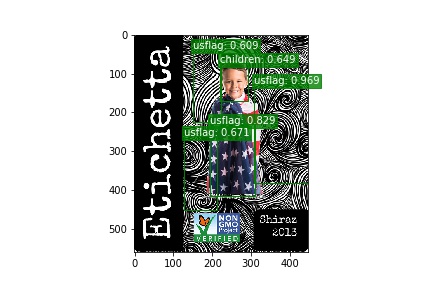 usflag: 0.609
children: 0.649
usflag: 0.969
usflag: 0.829
usflag: 0.671
Etichetta
NON
GMO
Project
VERIFIED
Shiraz
2013
0
100
200
300
400
500
0
100
200
300
400